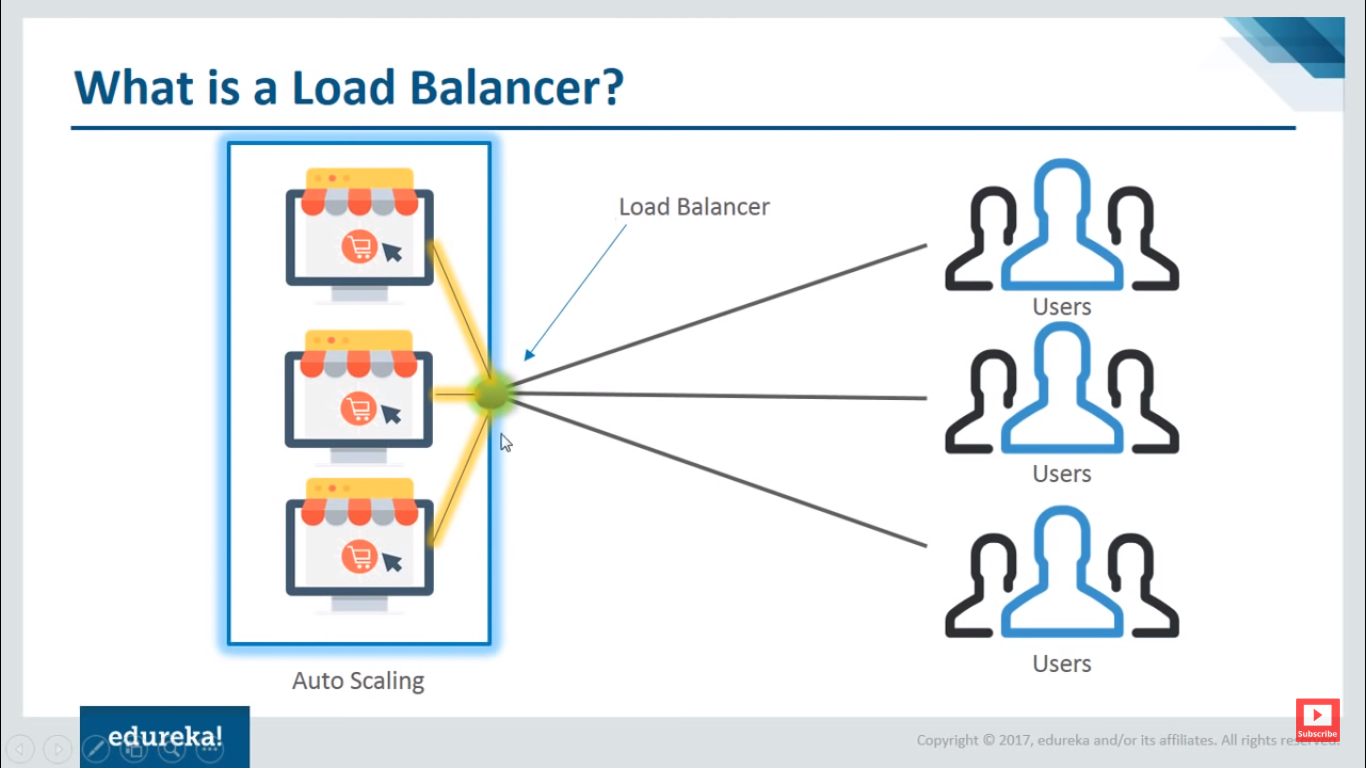 What is a Load Balancer?
Load Balancer
Users
Users
Users
Auto Scaling
edureka!
Copyright © 2017, edureka and/or its affiliates. All rights reserved.
Subscribe